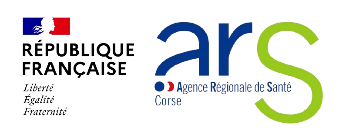 RÉPUBLIQUE
FRANÇAISE
Liberté
Égalité
Fraternité
ars
Agence Régionale de Santé
Corse